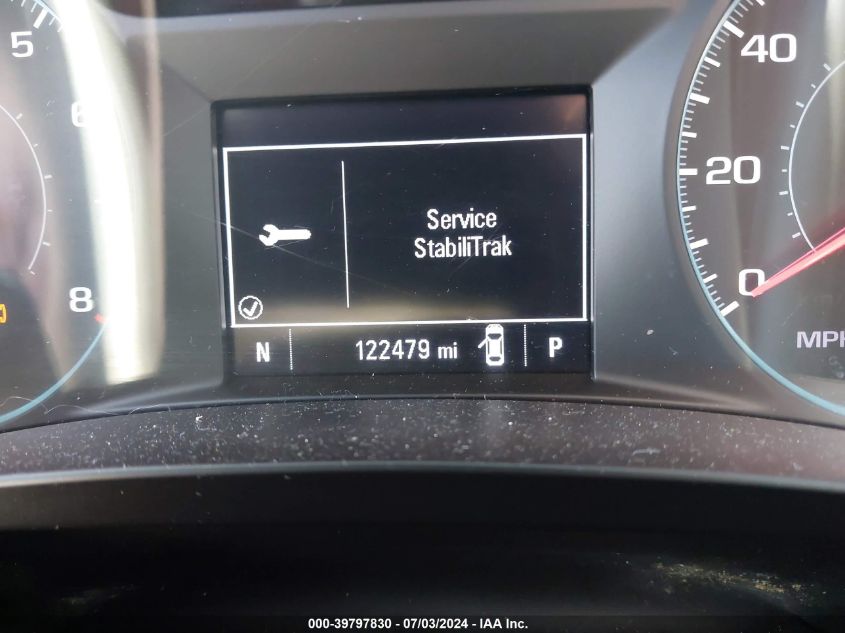 5
6
8
40
20
0
MPH
Service
StabiliTrak
N 122479 mi P
000-39797830 / 07/03/2024 - IAA Inc.